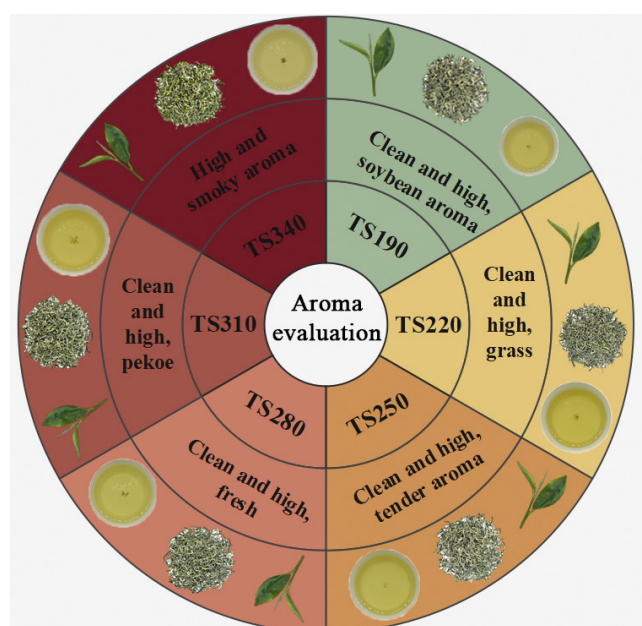 Aroma
evaluation
TS190
Clean and high,
soybean aroma
TS220
Clean
and
high,
grass
TS250
Clean and high,
tender aroma
TS280
Clean and high,
fresh
TS310
Clean
and
high,
pekoe
TS340
High and
smoky aroma